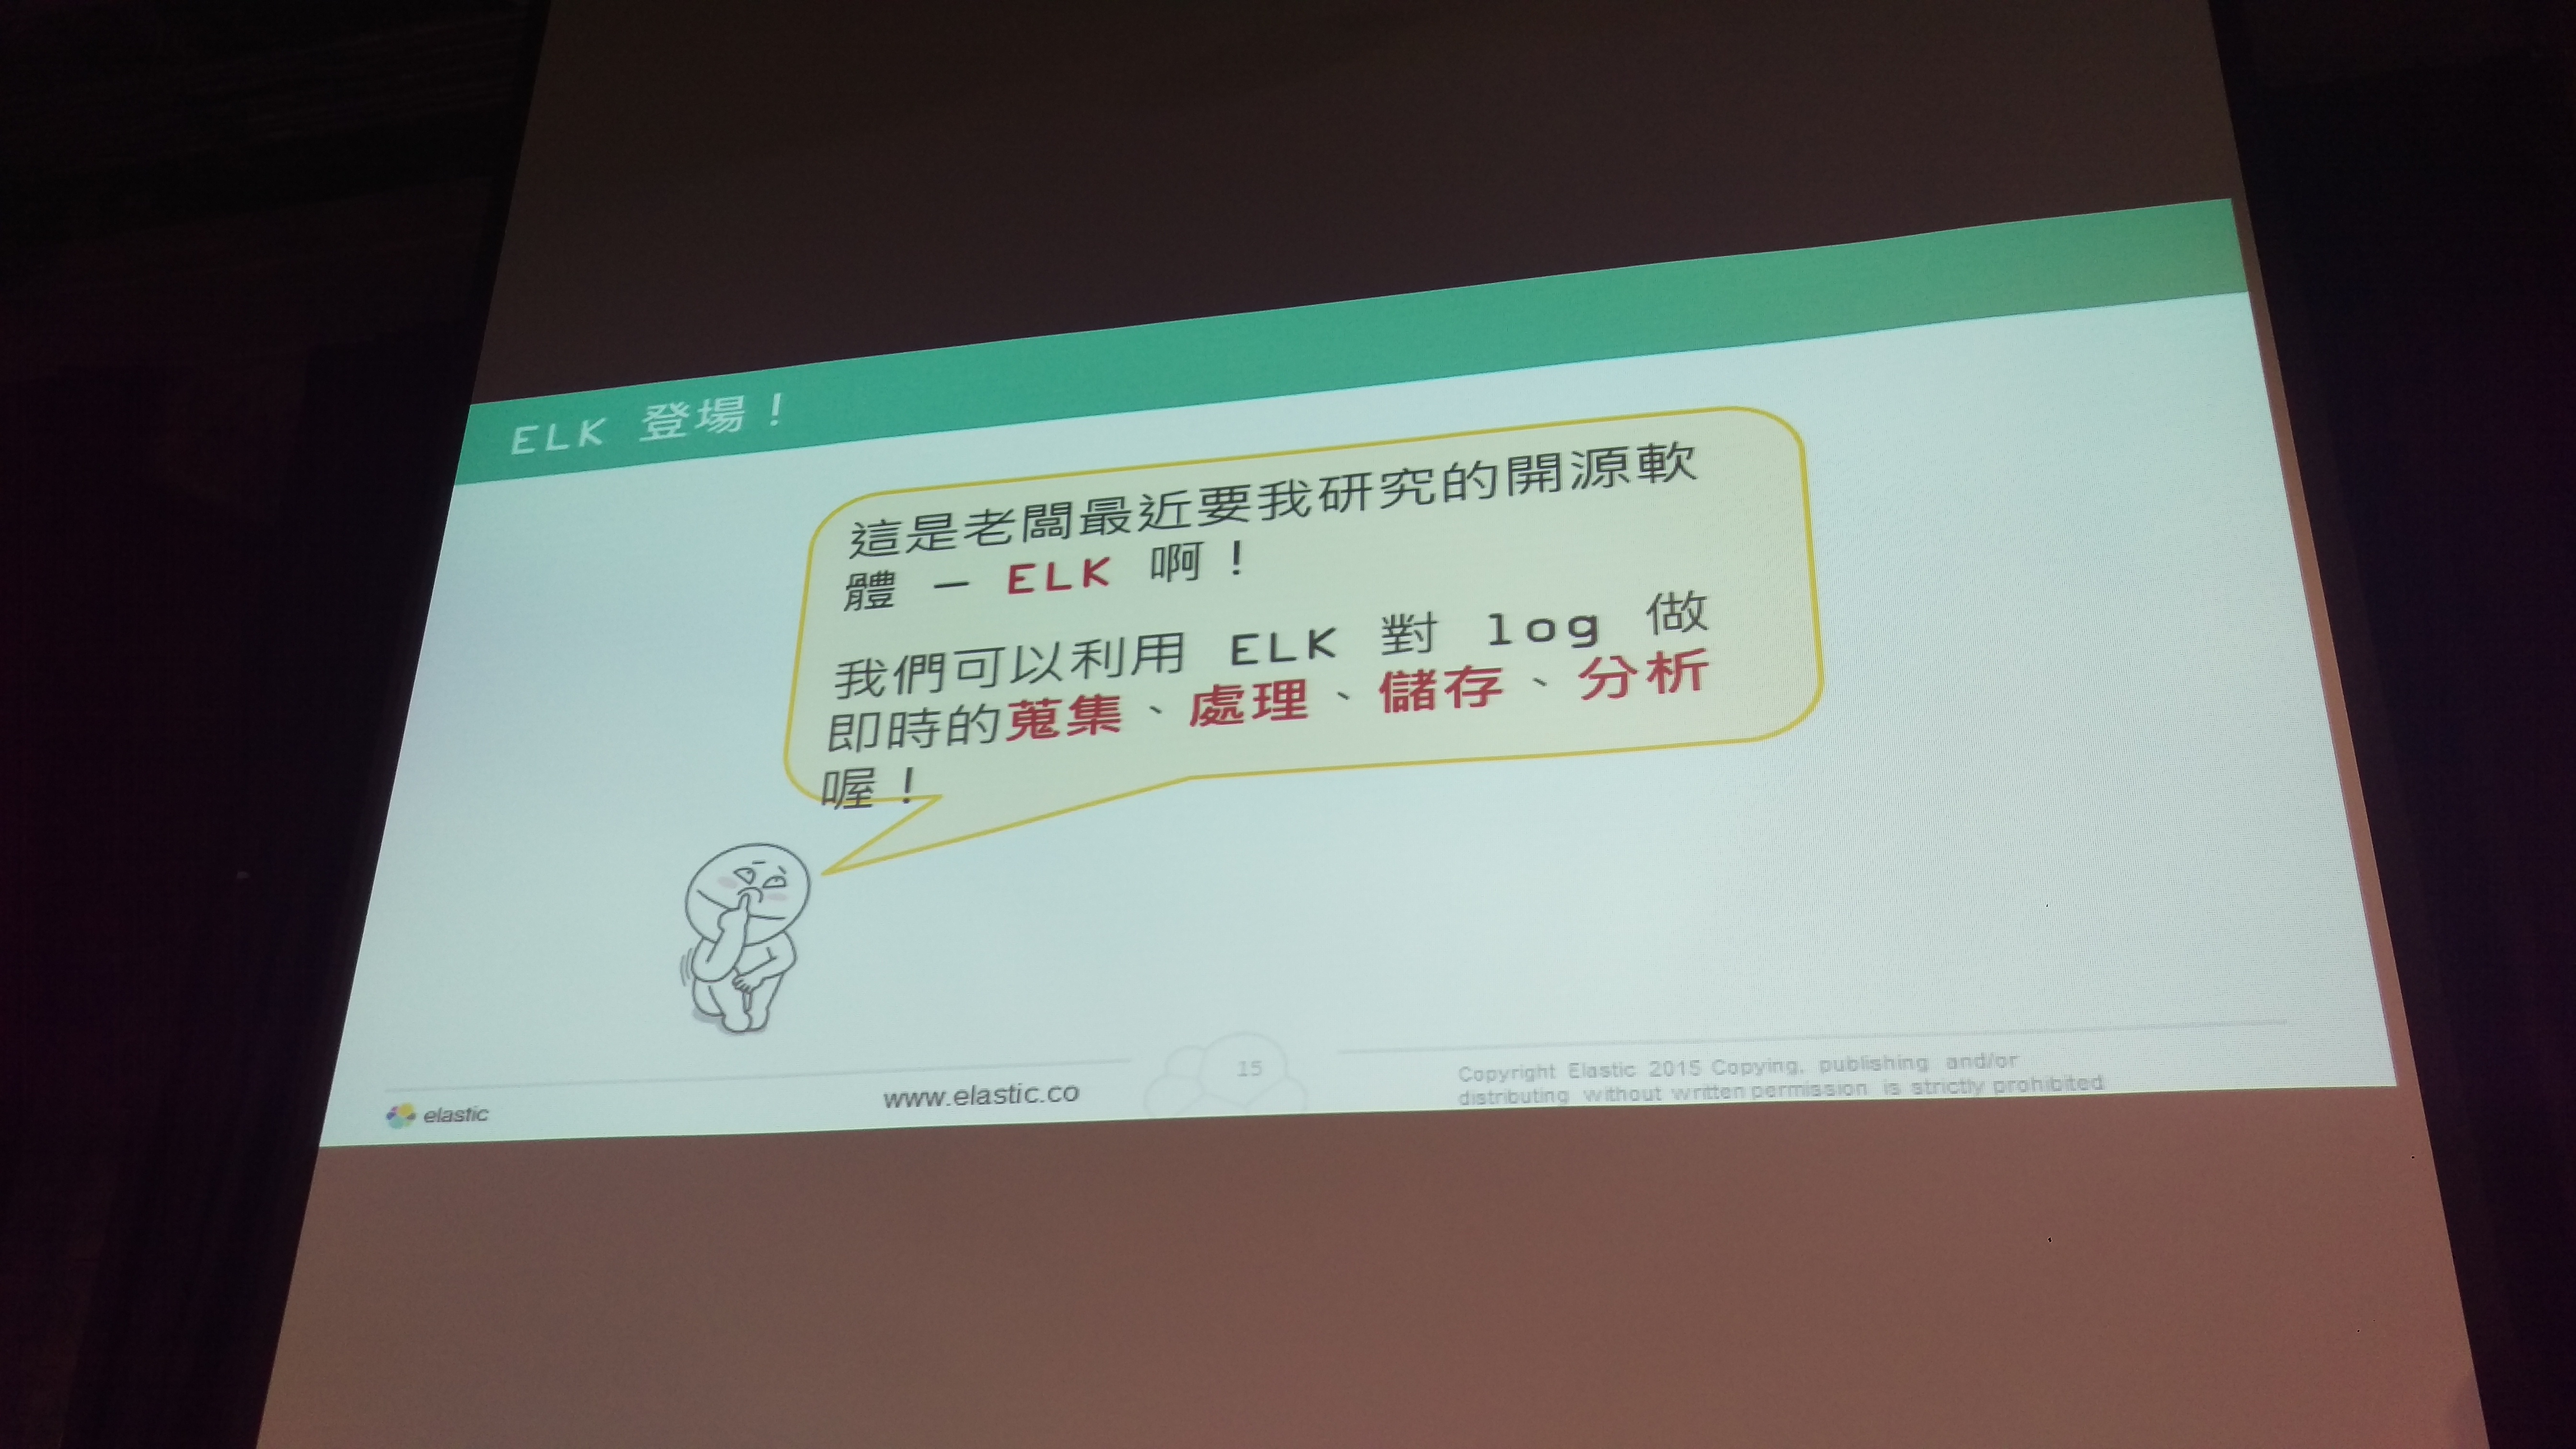 ELK 登場！
這是老闆最近要我研究的開源軟
體 – ELK 啊！
我們可以利用 ELK 對 log 做
即時的蒐集、處理、儲存、分析
喔！
elastic
www.elastic.co
15
Copyright Elastic 2015 Copying, publishing and/or
distributing without written permission is strictly prohibited